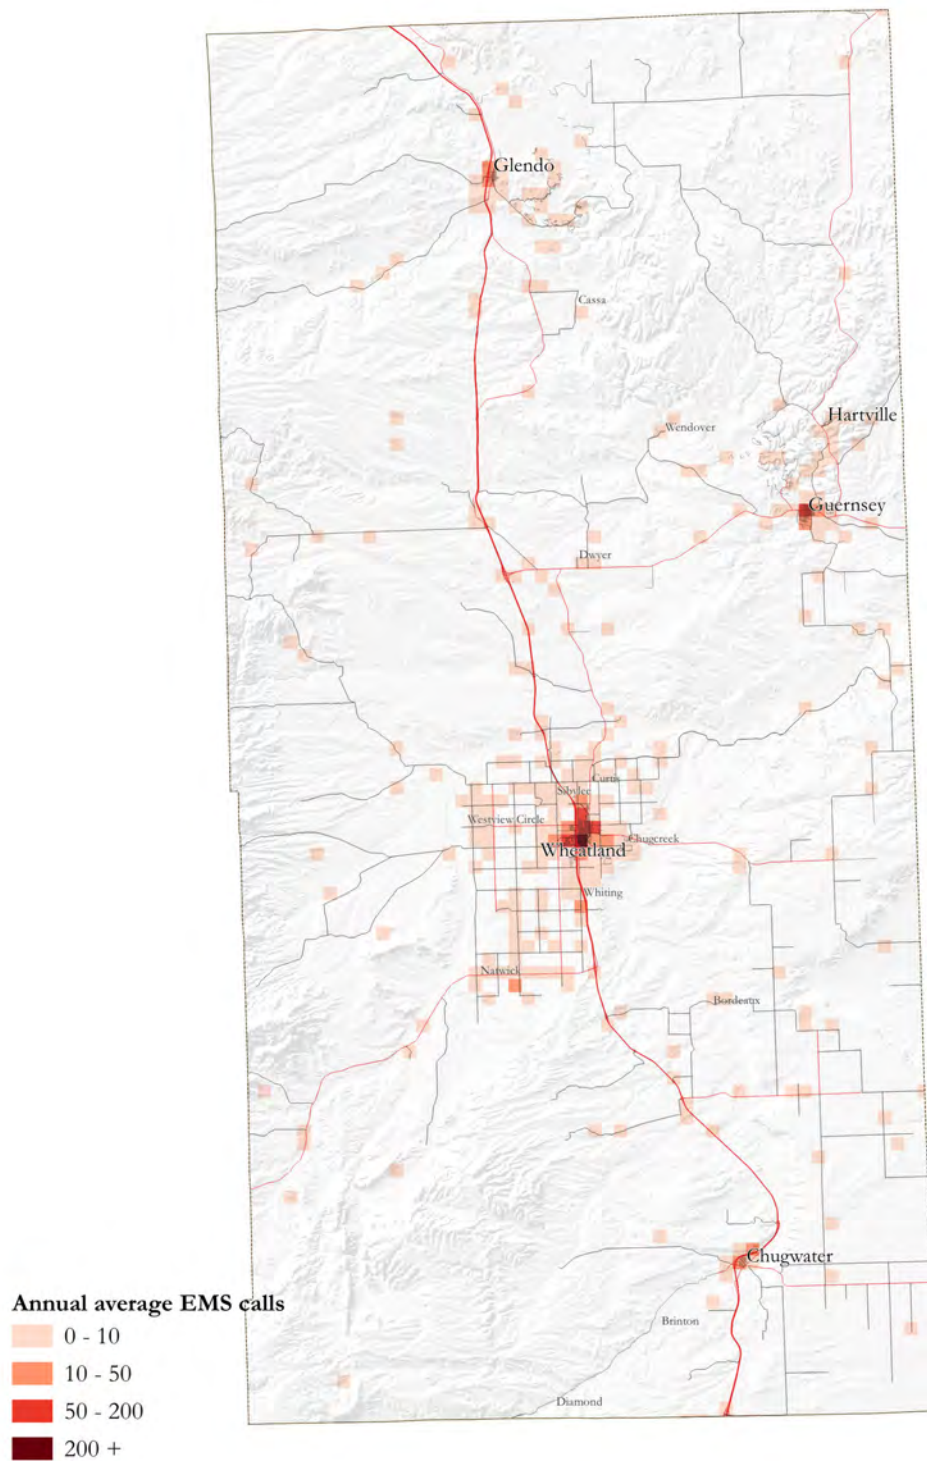 Glendo
Cassa
Hartville
Wendover
Guernsey
Dwyer
Curtis
Sibylee
Westview Circle
Chugcreek
Wheatland
Whiting
Natwick
Bordeaux
Chugwater
Brinton
Diamond
Annual average EMS calls
0 - 10
10 - 50
50 - 200
200 +